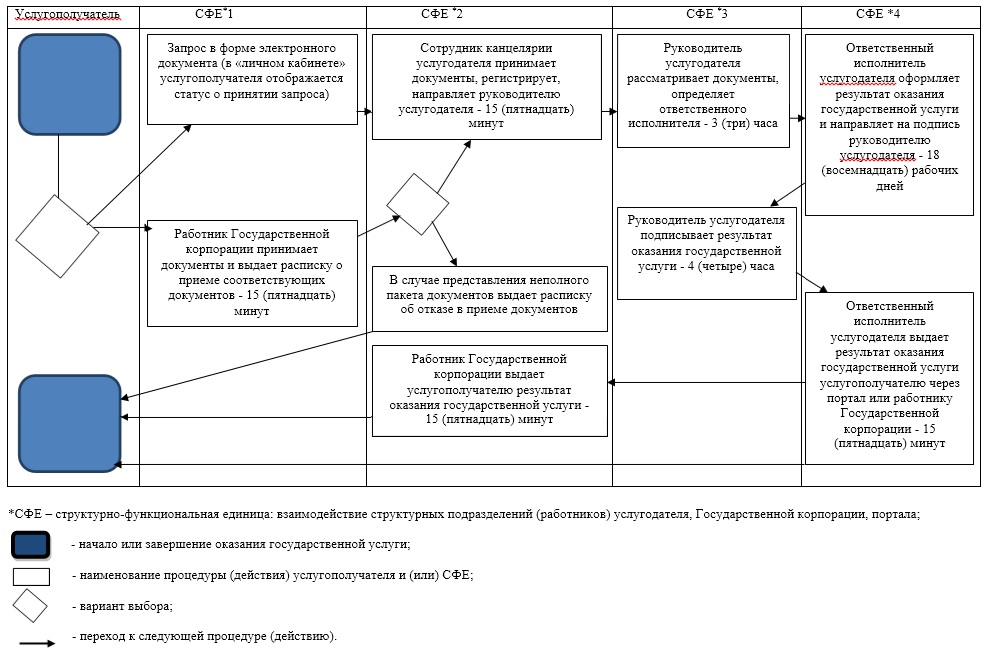 Услугополучатель
СФЕ*1
СФЕ *2
СФЕ *3
СФЕ *4
Запрос в форме электронного
документа (в «личном кабинете»
услугополучателя отображается
статус о принятии запроса)
Работник Государственной
корпорации принимает
документы и выдает расписку о
приеме соответствующих
документов - 15 (пятнадцать)
минут
Сотрудник канцелярии
услугодателя принимает
документы, регистрирует,
направляет руководителю
услугодателя - 15 (пятнадцать)
минут
В случае представления неполного
пакета документов выдает расписку
об отказе в приеме документов
Работник Государственной
корпорации выдает
услугополучателю результат
оказания государственной услуги -
15 (пятнадцать) минут
Руководитель
услугодателя
рассматривает документы,
определяет
ответственного
исполнителя - 3 (три) часа
Руководитель услугодателя
подписывает результат
оказания государственной
услуги - 4 (четыре) часа
Ответственный
исполнитель
услугодателя оформляет
результат оказания
государственной услуги
и направляет на подпись
руководителю
услугодателя - 18
(восемнадцать) рабочих
дней
Ответственный
исполнитель
услугодателя выдает
результат оказания
государственной услуги
услугополучателю через
портал или работнику
Государственной
корпорации - 15
(пятнадцать) минут
*СФЕ – структурно-функциональная единица: взаимодействие структурных подразделений (работников) услугодателя, Государственной корпорации, портала;
- начало или завершение оказания государственной услуги;
- наименование процедуры (действия) услугополучателя и (или) СФЕ;
- вариант выбора;
- переход к следующей процедуре (действию).